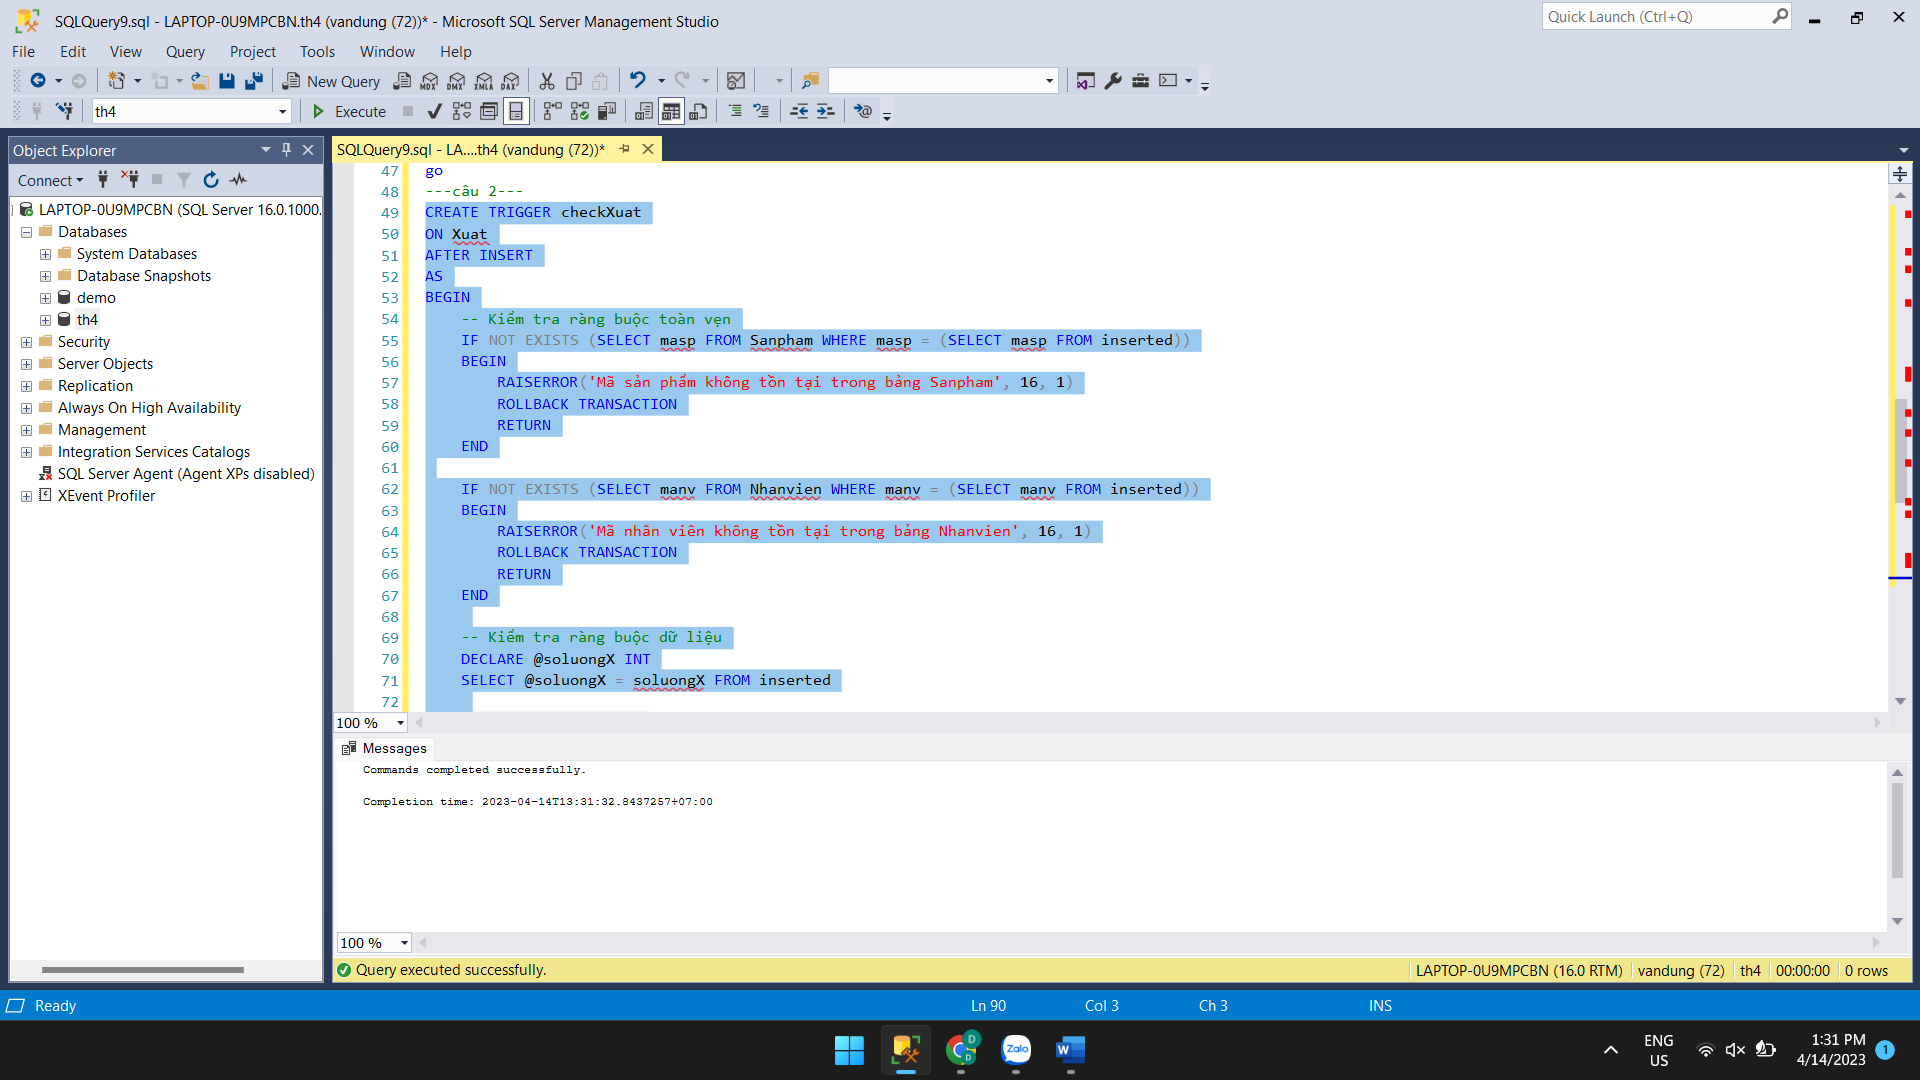 SQLQuery9.sql - LAPTOP-0U9MPCBN.th4 (vandung (72))* - Microsoft SQL Server Management Studio
Quick Launch (Ctrl+Q)
File Edit View Query Project Tools Window Help
New Query MDX DMX XMLA DAX
th4 Execute
Object Explorer
SQLQuery9.sql - LA....th4 (vandung (72))*
Connect
LAPTOP-0U9MPCBN (SQL Server 16.0.1000.
Databases
System Databases
Database Snapshots
demo
th4
Security
Server Objects
Replication
Always On High Availability
Management
Integration Services Catalogs
SQL Server Agent (Agent XPs disabled)
XEvent Profiler
47 go
48 ---câu 2---
49 CREATE TRIGGER checkXuat
50 ON Xuat
51 AFTER INSERT
52 AS
53 BEGIN
54 -- Kiểm tra ràng buộc toàn vẹn
55 IF NOT EXISTS (SELECT masp FROM Sanpham WHERE masp = (SELECT masp FROM inserted))
56 BEGIN
57 RAISERROR('Mã sản phẩm không tồn tại trong bảng Sanpham', 16, 1)
58 ROLLBACK TRANSACTION
59 RETURN
60 END
61
62 IF NOT EXISTS (SELECT manv FROM Nhanvien WHERE manv = (SELECT manv FROM inserted))
63 BEGIN
64 RAISERROR('Mã nhân viên không tồn tại trong bảng Nhanvien', 16, 1)
65 ROLLBACK TRANSACTION
66 RETURN
67 END
68
69 -- Kiểm tra ràng buộc dữ liệu
70 DECLARE @soluongX INT
71 SELECT @soluongX = soluongX FROM inserted
72
100 %
Messages
Commands completed successfully.
Completion time: 2023-04-14T13:31:32.8437257+07:00
100 %
Query executed successfully. LAPTOP-0U9MPCBN (16.0 RTM) vandung (72) th4 00:00:00 0 rows
Ready Ln 90 Col 3 Ch 3 INS
D
D
Zalo
W
ENG
US
1:31 PM
4/14/2023
1